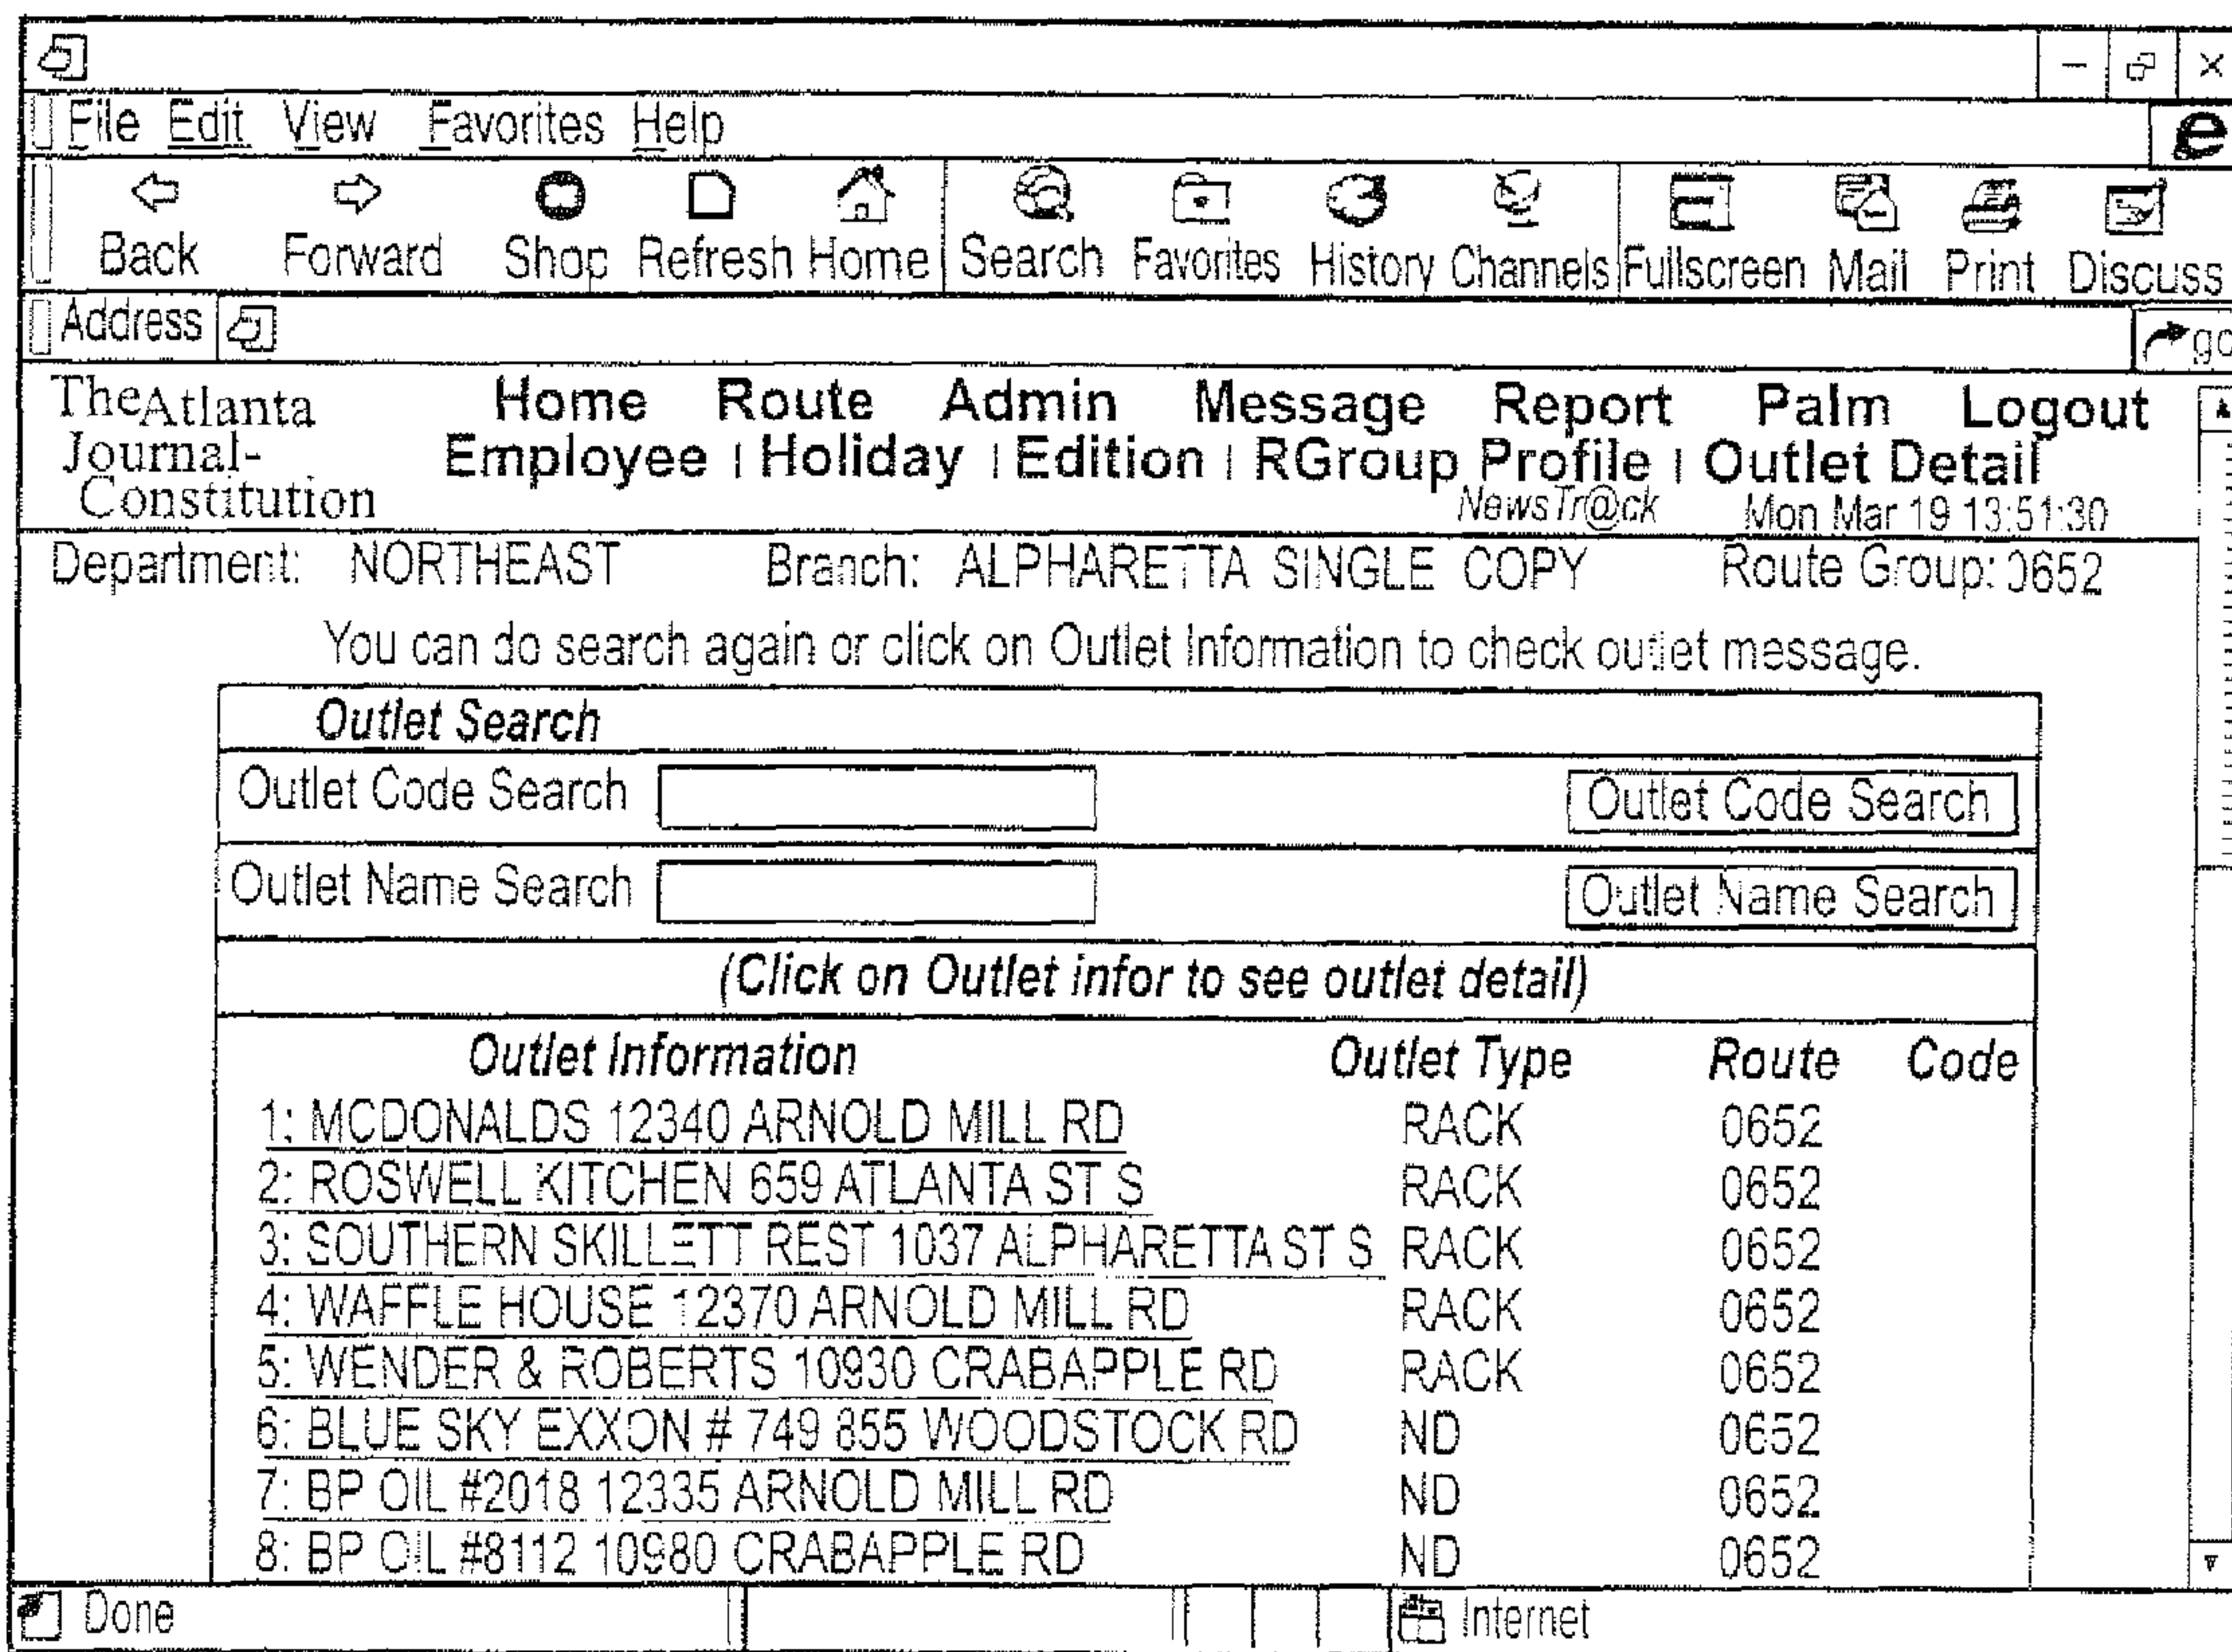 File Edit View Favorites Help
Back Forward Shop Refresh Home Search Favorites History Channels Fullscreen Mail Print Discuss
Address go
The Atlanta Journal-Constitution
Home Route Admin Message Report Palm Logout
Employee | Holiday | Edition | RGroup Profile | Outlet Detail
NewsTr@ck Mon Mar 19 13:51:30
Department: NORTHEAST Branch: ALPHARETTA SINGLE COPY Route Group: 0652
You can do search again or click on Outlet Information to check outlet message.
Outlet Search
Outlet Code Search Outlet Code Search
Outlet Name Search Outlet Name Search
(Click on Outlet infor to see outlet detail)
Outlet Information Outlet Type Route Code
1: MCDONALDS 12340 ARNOLD MILL RD RACK 0652
2: ROSWELL KITCHEN 659 ATLANTA ST S RACK 0652
3: SOUTHERN SKILLETT REST 1037 ALPHARETTA ST S RACK 0652
4: WAFFLE HOUSE 12370 ARNOLD MILL RD RACK 0652
5: WENDER & ROBERTS 10930 CRABAPPLE RD RACK 0652
6: BLUE SKY EXXON # 749 855 WOODSTOCK RD ND 0652
7: BP OIL #2018 12335 ARNOLD MILL RD ND 0652
8: BP OIL #8112 10980 CRABAPPLE RD ND 0652
Done Internet